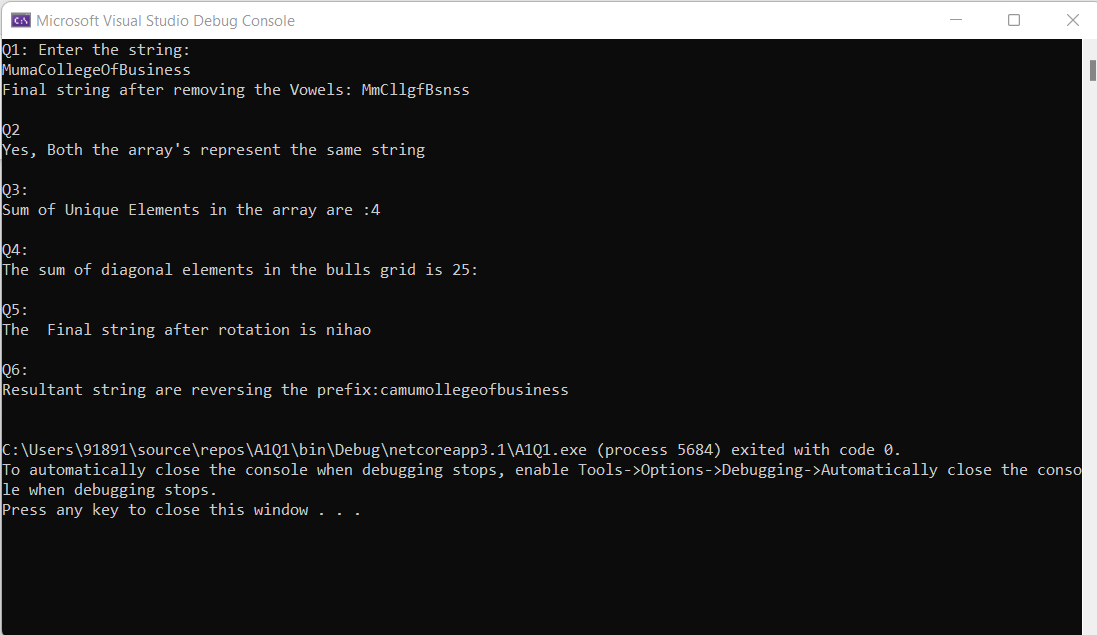 Microsoft Visual Studio Debug Console
Q1: Enter the string:
MumaCollegeOfBusiness
Final string after removing the Vowels: MmCllgfBsnss
Q2
Yes, Both the array's represent the same string
Q3:
Sum of Unique Elements in the array are :4
Q4:
The sum of diagonal elements in the bulls grid is 25:
Q5:
The  Final string after rotation is nihao
Q6:
Resultant string are reversing the prefix:camumollegeofbusiness
C:\Users\91891\source\repos\A1Q1\bin\Debug\netcoreapp3.1\A1Q1.exe (process 5684) exited with code 0.
To automatically close the console when debugging stops, enable Tools->Options->Debugging->Automatically close the conso
le when debugging stops.
Press any key to close this window . . .